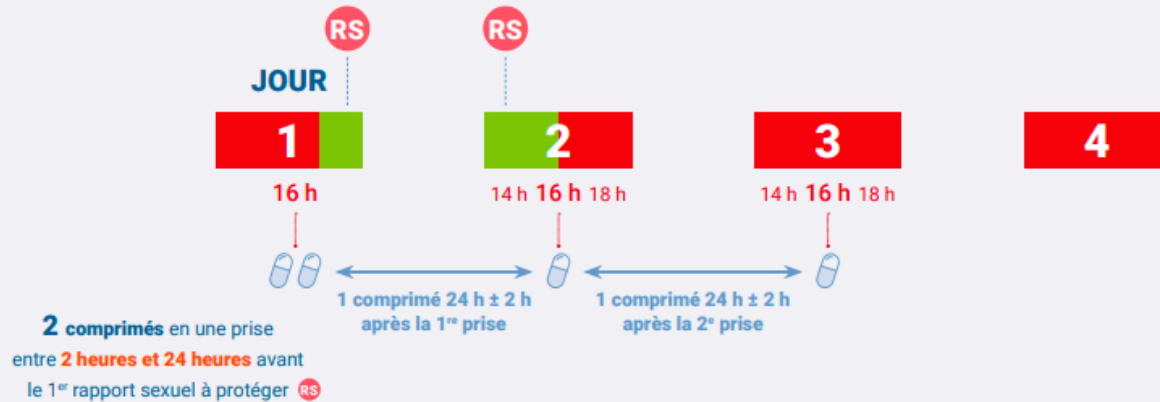 RS RS
JOUR
1 2 3 4
16 h 14 h 16 h 18 h 14 h 16 h 18 h
1 comprimé 24 h ± 2 h 1 comprimé 24 h ± 2 h
après la 1re prise après la 2e prise
2 comprimés en une prise
entre 2 heures et 24 heures avant
le 1er rapport sexuel à protéger RS